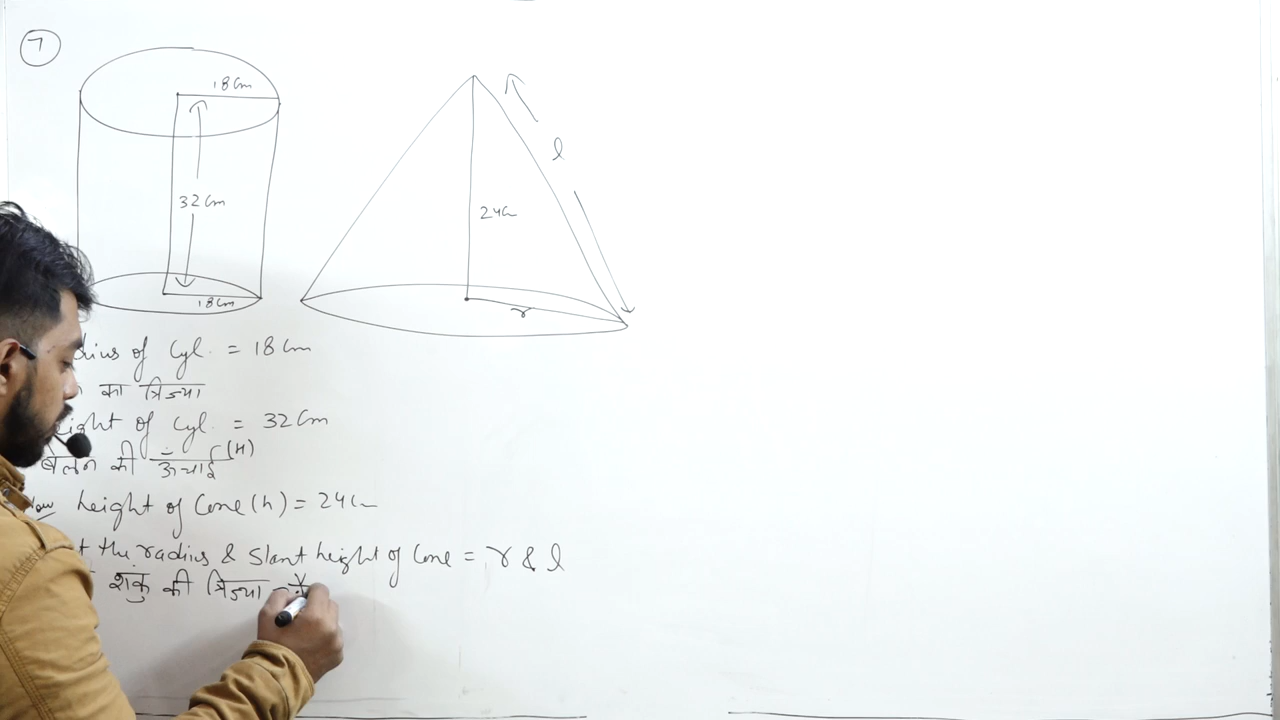 7
18 Cm
32 Cm
18 Cm
l
24 Cm
r
dius of Cyl. = 18 Cm
का त्रिज्या
eight of Cyl. = 32 Cm
बेलन की ऊंचाई (H)
Now height of Cone (h) = 24 Cm
t the radius & slant height of Cone = r & l
शंकु की त्रिज्या